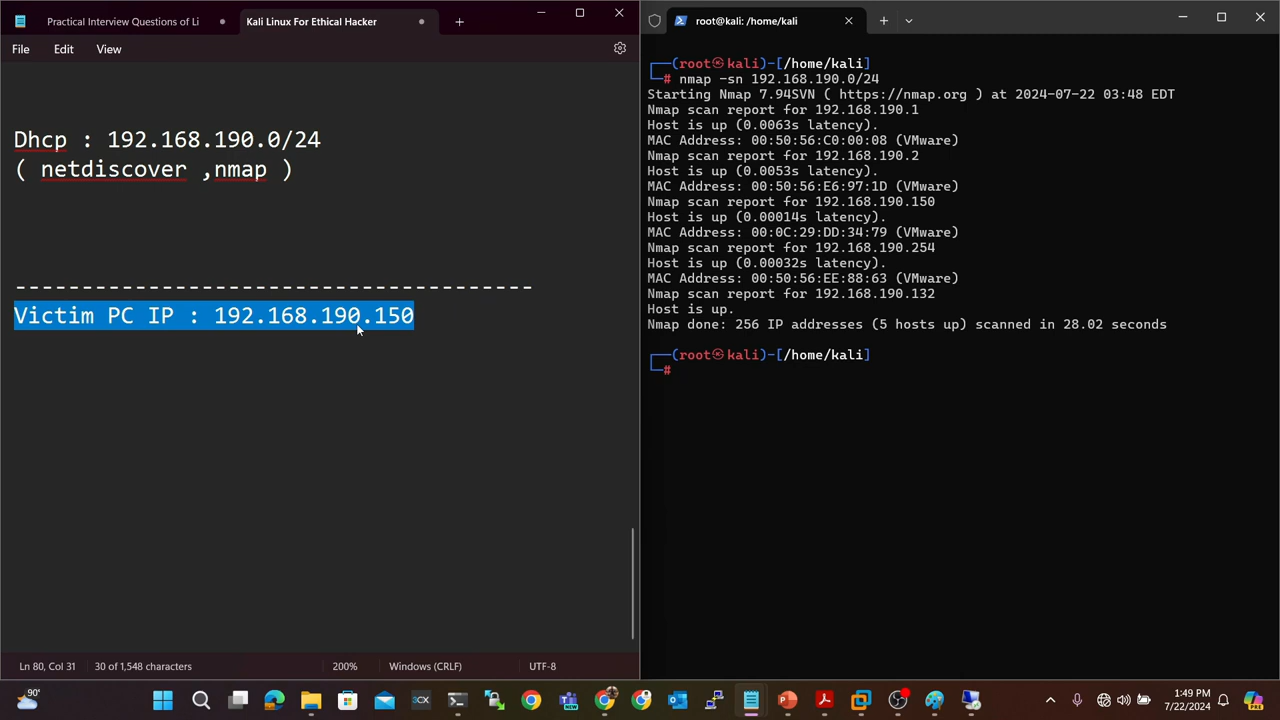 Practical Interview Questions of Li
Kali Linux For Ethical Hacker
File Edit View
Dhcp : 192.168.190.0/24
( netdiscover ,nmap )
---------------------------------------
Victim PC IP : 192.168.190.150
Ln 80, Col 31 30 of 1,548 characters 200% Windows (CRLF) UTF-8
root@kali: /home/kali
┌──(root㉿kali)-[/home/kali]
└─# nmap -sn 192.168.190.0/24
Starting Nmap 7.94SVN ( https://nmap.org ) at 2024-07-22 03:48 EDT
Nmap scan report for 192.168.190.1
Host is up (0.0063s latency).
MAC Address: 00:50:56:C0:00:08 (VMware)
Nmap scan report for 192.168.190.2
Host is up (0.0053s latency).
MAC Address: 00:50:56:E6:97:1D (VMware)
Nmap scan report for 192.168.190.150
Host is up (0.00014s latency).
MAC Address: 00:0C:29:DD:34:79 (VMware)
Nmap scan report for 192.168.190.254
Host is up (0.00032s latency).
MAC Address: 00:50:56:EE:88:63 (VMware)
Nmap scan report for 192.168.190.132
Host is up.
Nmap done: 256 IP addresses (5 hosts up) scanned in 28.02 seconds
┌──(root㉿kali)-[/home/kali]
└─#
90°
1:49 PM
7/22/2024